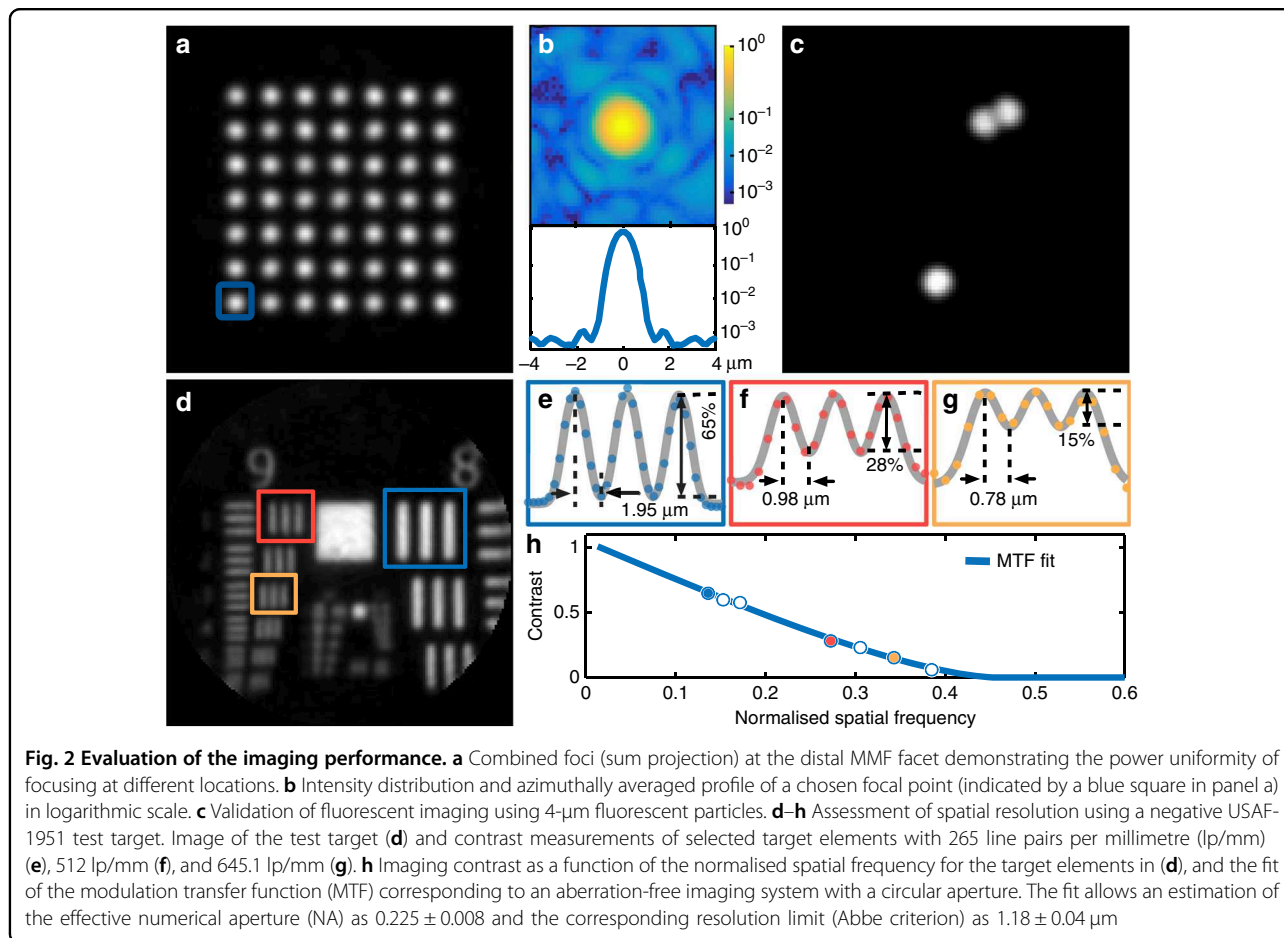 a
b
10⁰
10⁻¹
10⁻²
10⁻³
10⁰
10⁻¹
10⁻²
10⁻³
−4 −2 0 2 4 μm
c
d
9 8
e
65%
1.95 μm
f
28%
0.98 μm
g
15%
0.78 μm
h
MTF fit
Contrast
1
0.5
0
0 0.1 0.2 0.3 0.4 0.5 0.6
Normalised spatial frequency
Fig. 2 Evaluation of the imaging performance. a Combined foci (sum projection) at the distal MMF facet demonstrating the power uniformity of
focusing at different locations. b Intensity distribution and azimuthally averaged profile of a chosen focal point (indicated by a blue square in panel a)
in logarithmic scale. c Validation of fluorescent imaging using 4-μm fluorescent particles. d–h Assessment of spatial resolution using a negative USAF-
1951 test target. Image of the test target (d) and contrast measurements of selected target elements with 265 line pairs per millimetre (lp/mm)
(e), 512 lp/mm (f), and 645.1 lp/mm (g). h Imaging contrast as a function of the normalised spatial frequency for the target elements in (d), and the fit
of the modulation transfer function (MTF) corresponding to an aberration-free imaging system with a circular aperture. The fit allows an estimation of
the effective numerical aperture (NA) as 0.225 ± 0.008 and the corresponding resolution limit (Abbe criterion) as 1.18 ± 0.04 μm